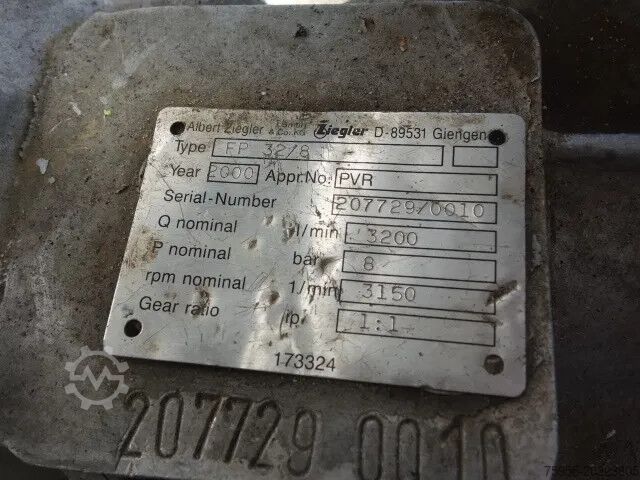 Albert Ziegler & Co. KG Ziegler D-89531 Giengen
Type FP 32/8
Year 2000 Appr.No: PVR
Serial-Number 207729/0010
Q nominal l/min 3200
P nominal bar 8
rpm nominal 1/min 3150
Gear ratio ip 1:1
173324
207729 0010